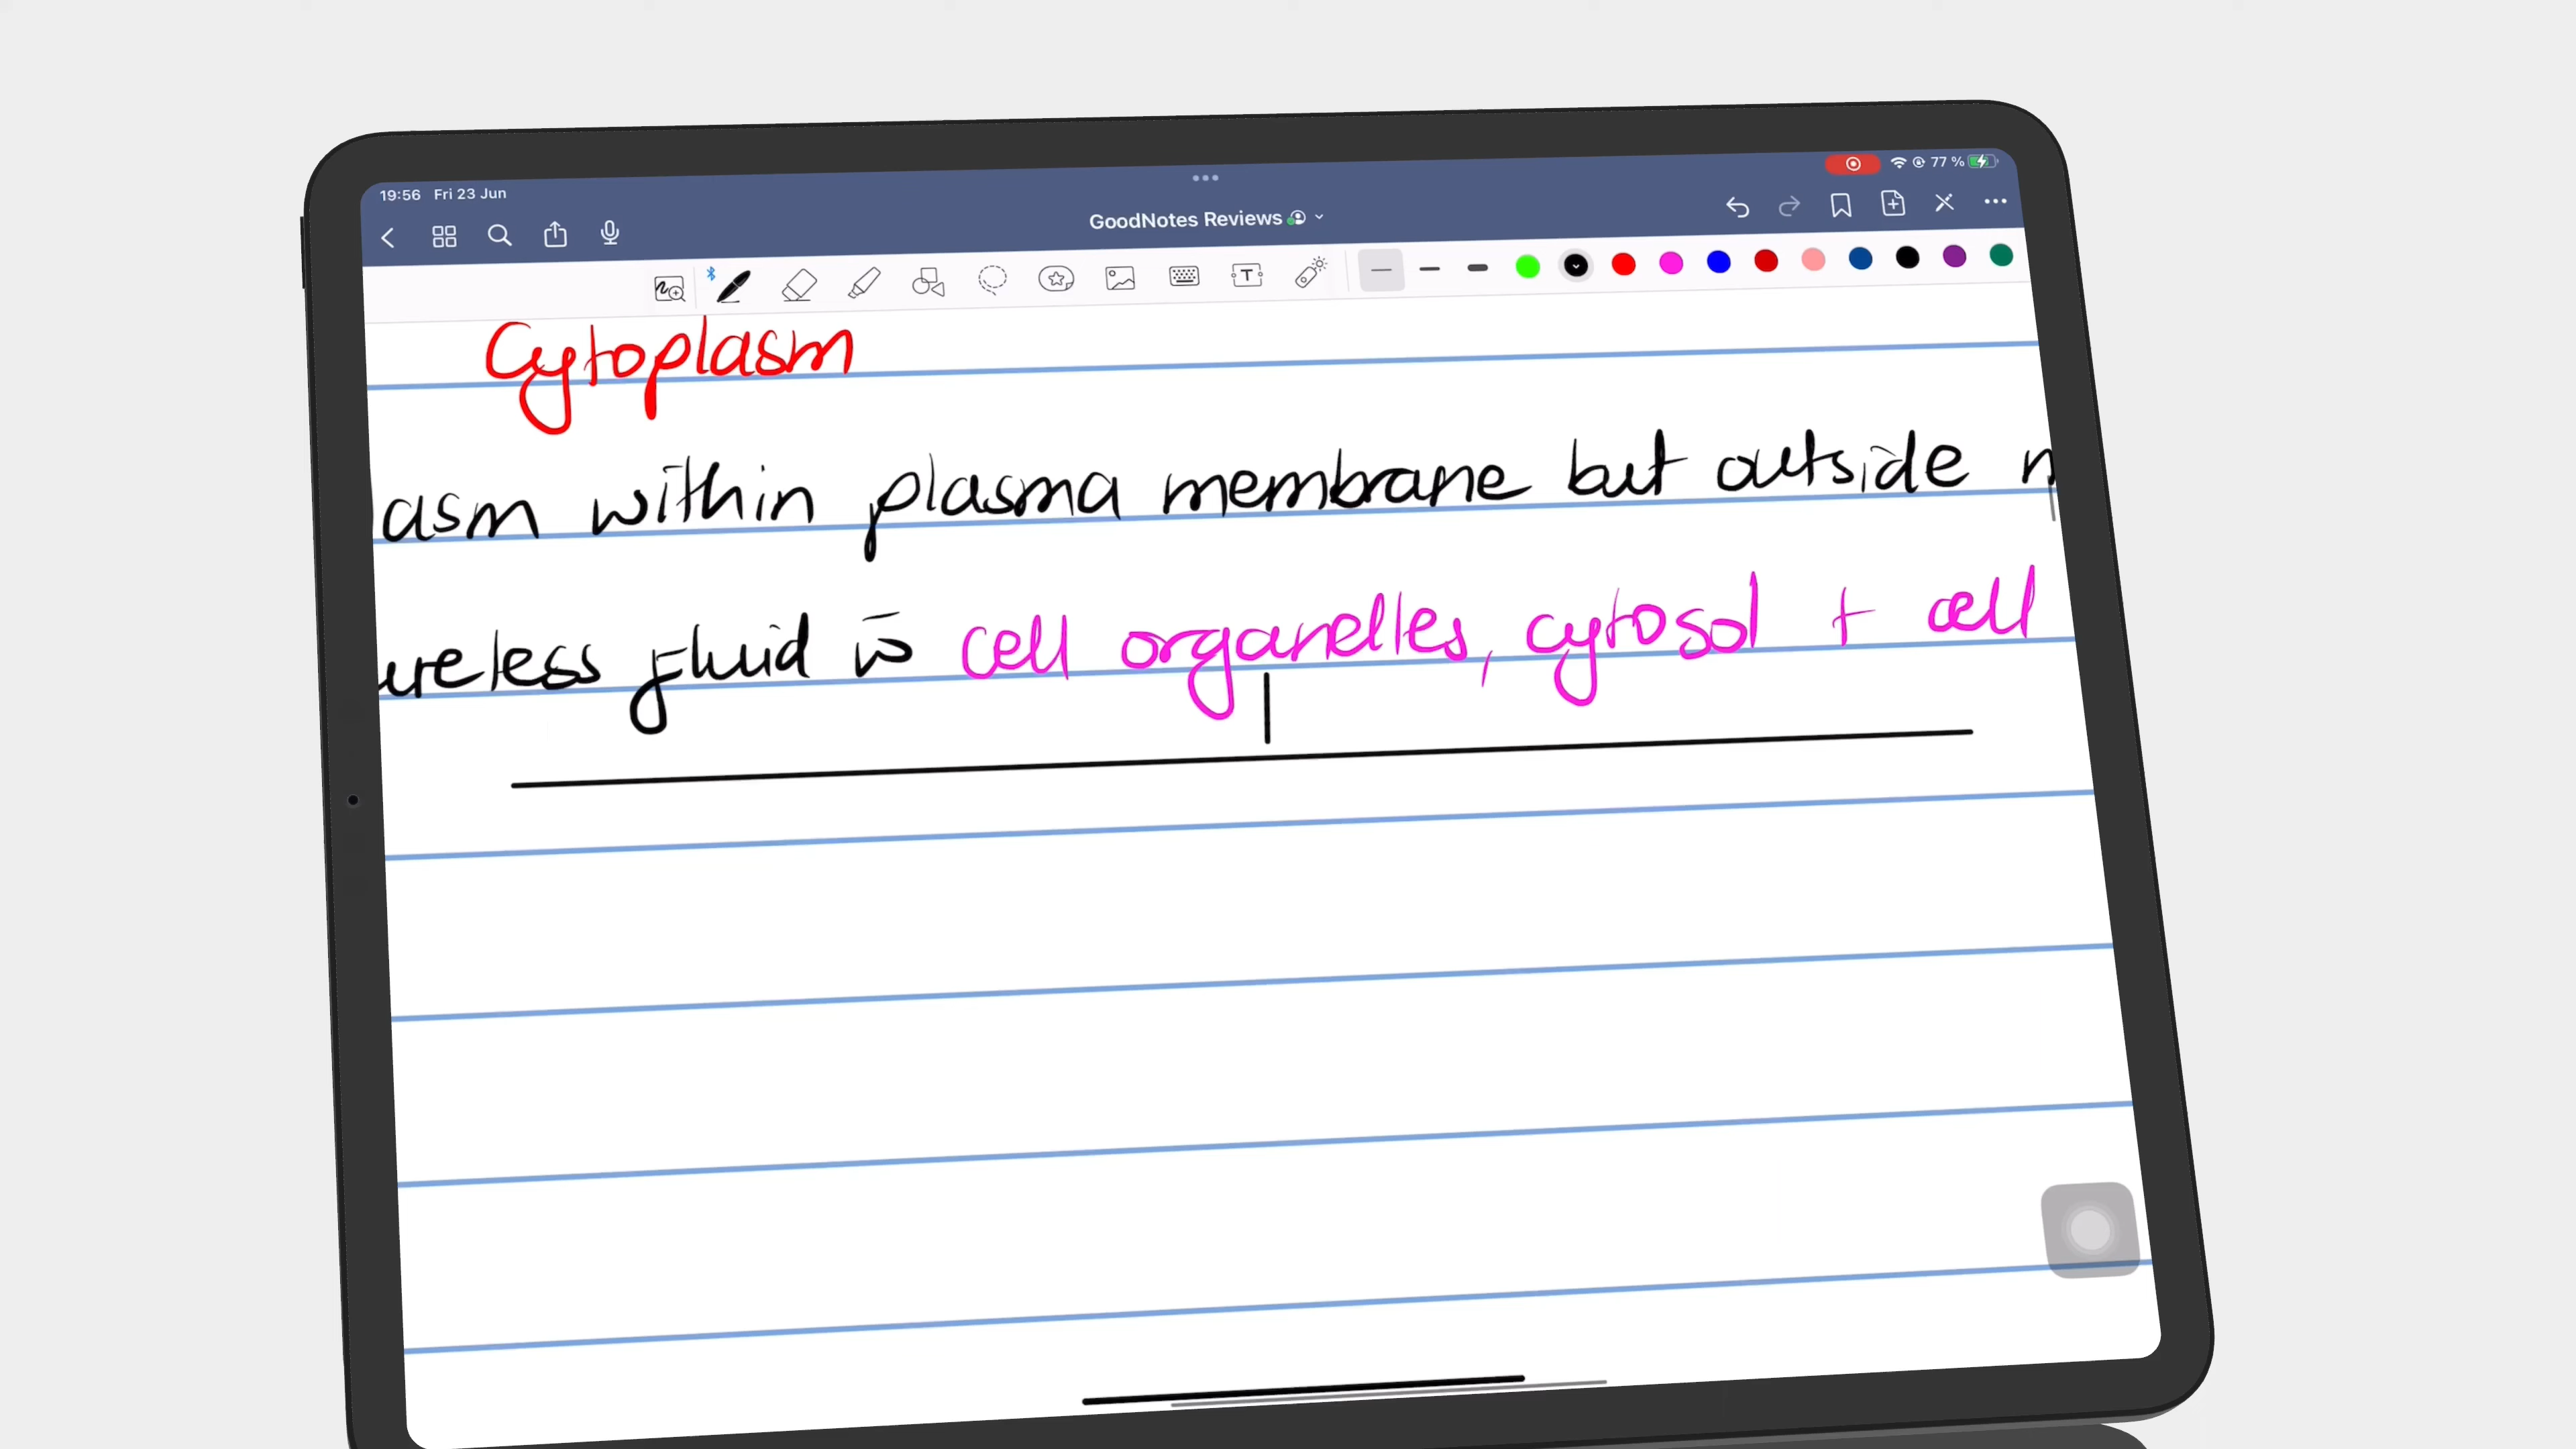 19:56 Fri 23 Jun
77 %
GoodNotes Reviews
T
Cytoplasm
asm within plasma membrane but outside n
ureless fluid is cell organelles, cytosol + cell